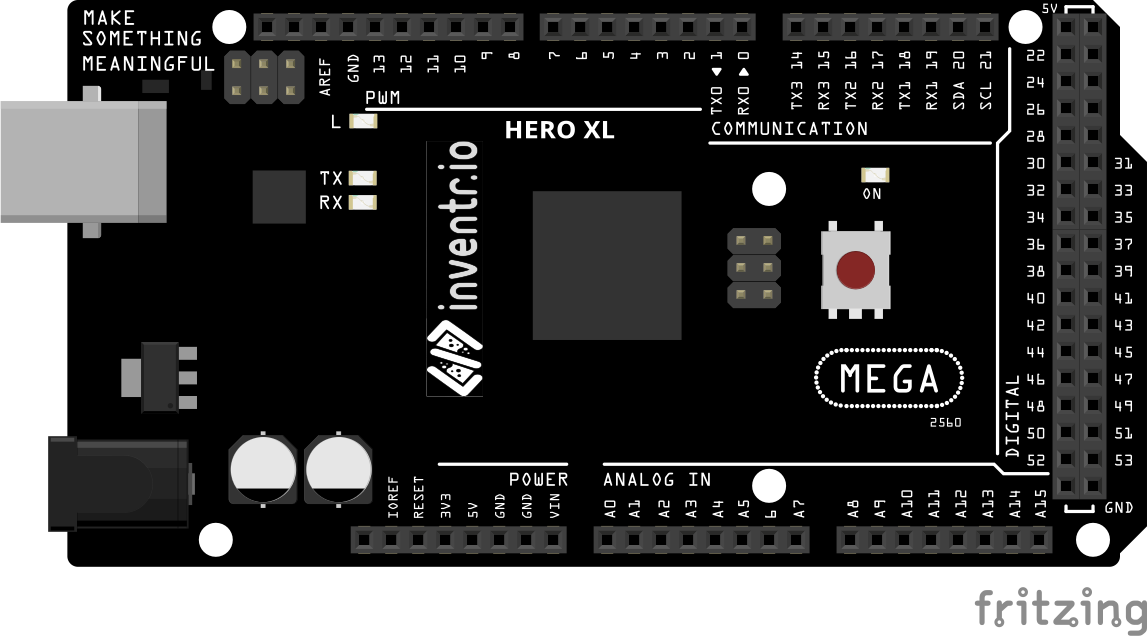 MAKE
SOMETHING
MEANINGFUL
AREF
GND
13
12
11
10
9
8
7
6
5
4
3
2
TX0 1
RX0 0
TX3 14
RX3 15
TX2 16
RX2 17
TX1 18
RX1 19
SDA 20
SCL 21
5V
PWM
COMMUNICATION
L
TX
RX
HERO XL
inventr.io
ON
22
24
26
28
30 31
32 33
34 35
36 37
38 39
40 41
42 43
44 45
46 47
48 49
50 51
52 53
GND
DIGITAL
MEGA
2560
POWER
ANALOG IN
IOREF
RESET
3V3
5V
GND
GND
VIN
A0
A1
A2
A3
A4
A5
6
A7
A8
A9
A10
A11
A12
A13
A14
A15
fritzing